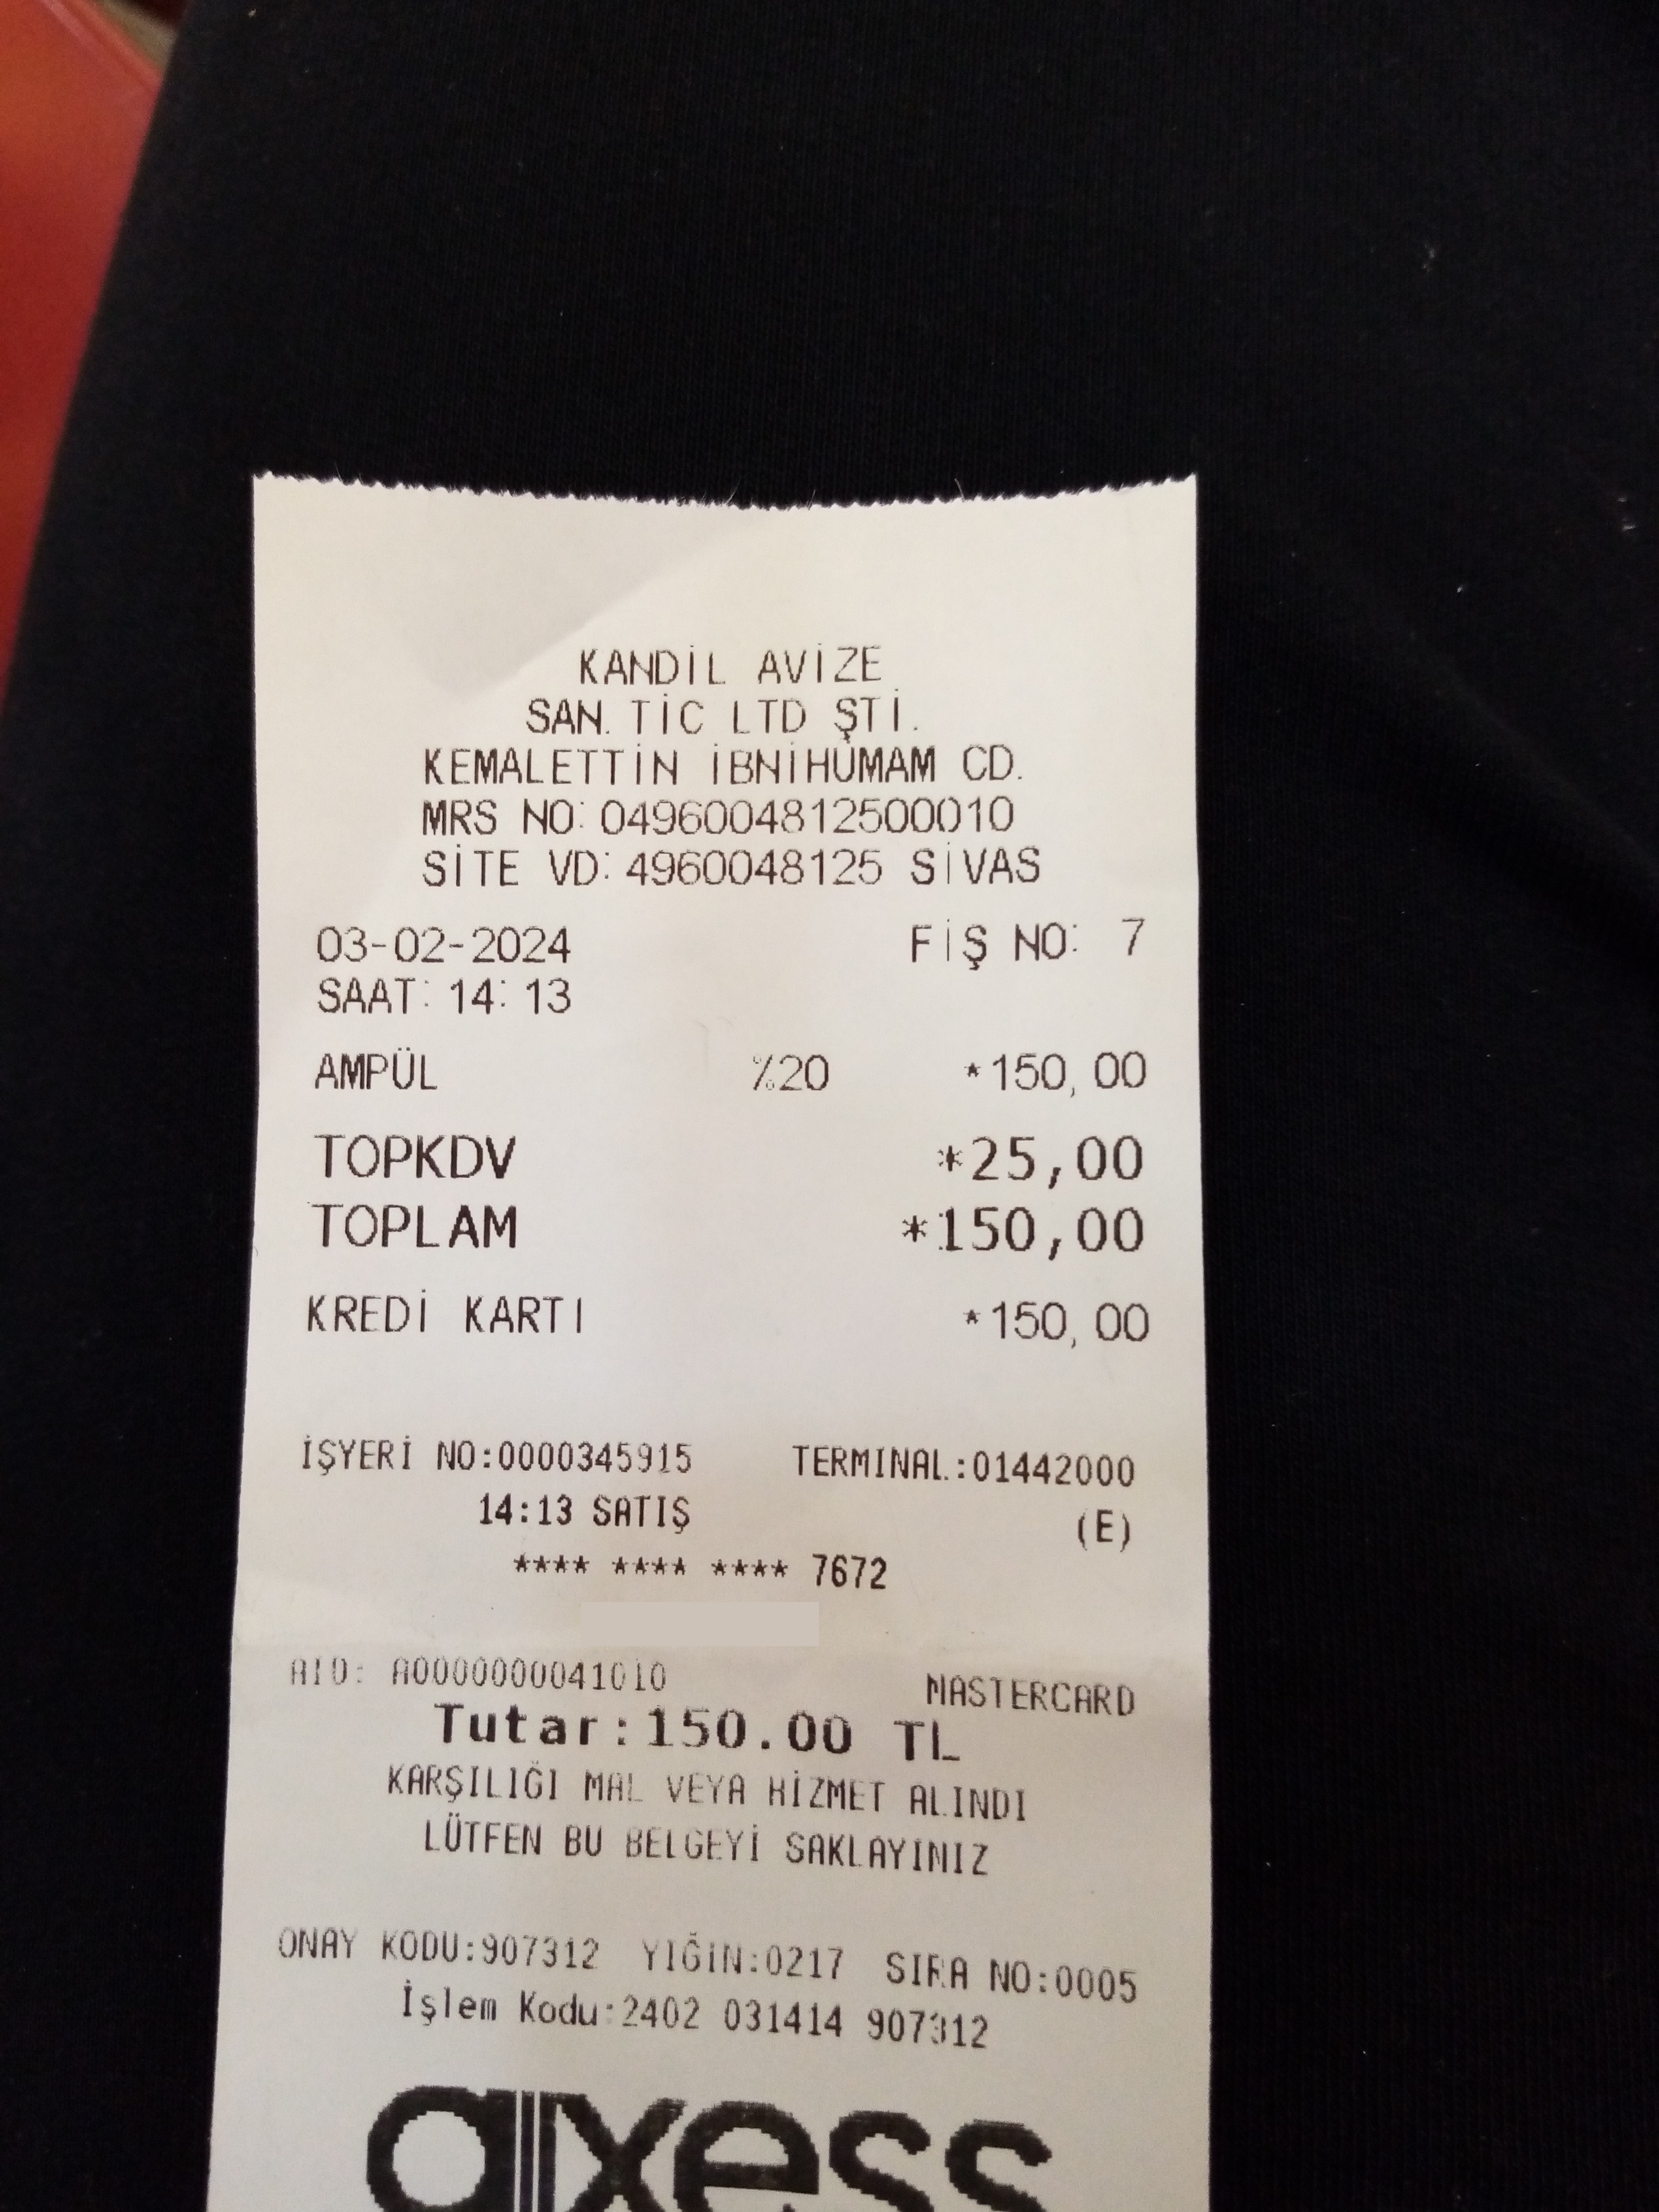 KANDİL AVİZE
SAN. TİC LTD ŞTİ.
KEMALETTİN İBNİHÜMAM CD.
MRS NO: 0496004812500010
SİTE VD: 4960048125 SİVAS
03-02-2024 FİŞ NO: 7
SAAT: 14:13
AMPÜL %20 *150,00
TOPKDV *25,00
TOPLAM *150,00
KREDİ KARTI *150,00
İŞYERİ NO:0000345915 TERMINAL:01442000
14:13 SATIŞ (E)
**** **** **** 7672
AID: A0000000041010 MASTERCARD
Tutar:150.00 TL
KARŞILIĞI MAL VEYA HİZMET ALINDI
LÜTFEN BU BELGEYİ SAKLAYINIZ
ONAY KODU:907312 YIĞIN:0217 SIRA NO:0005
İşlem Kodu:2402 031414 907312
axess